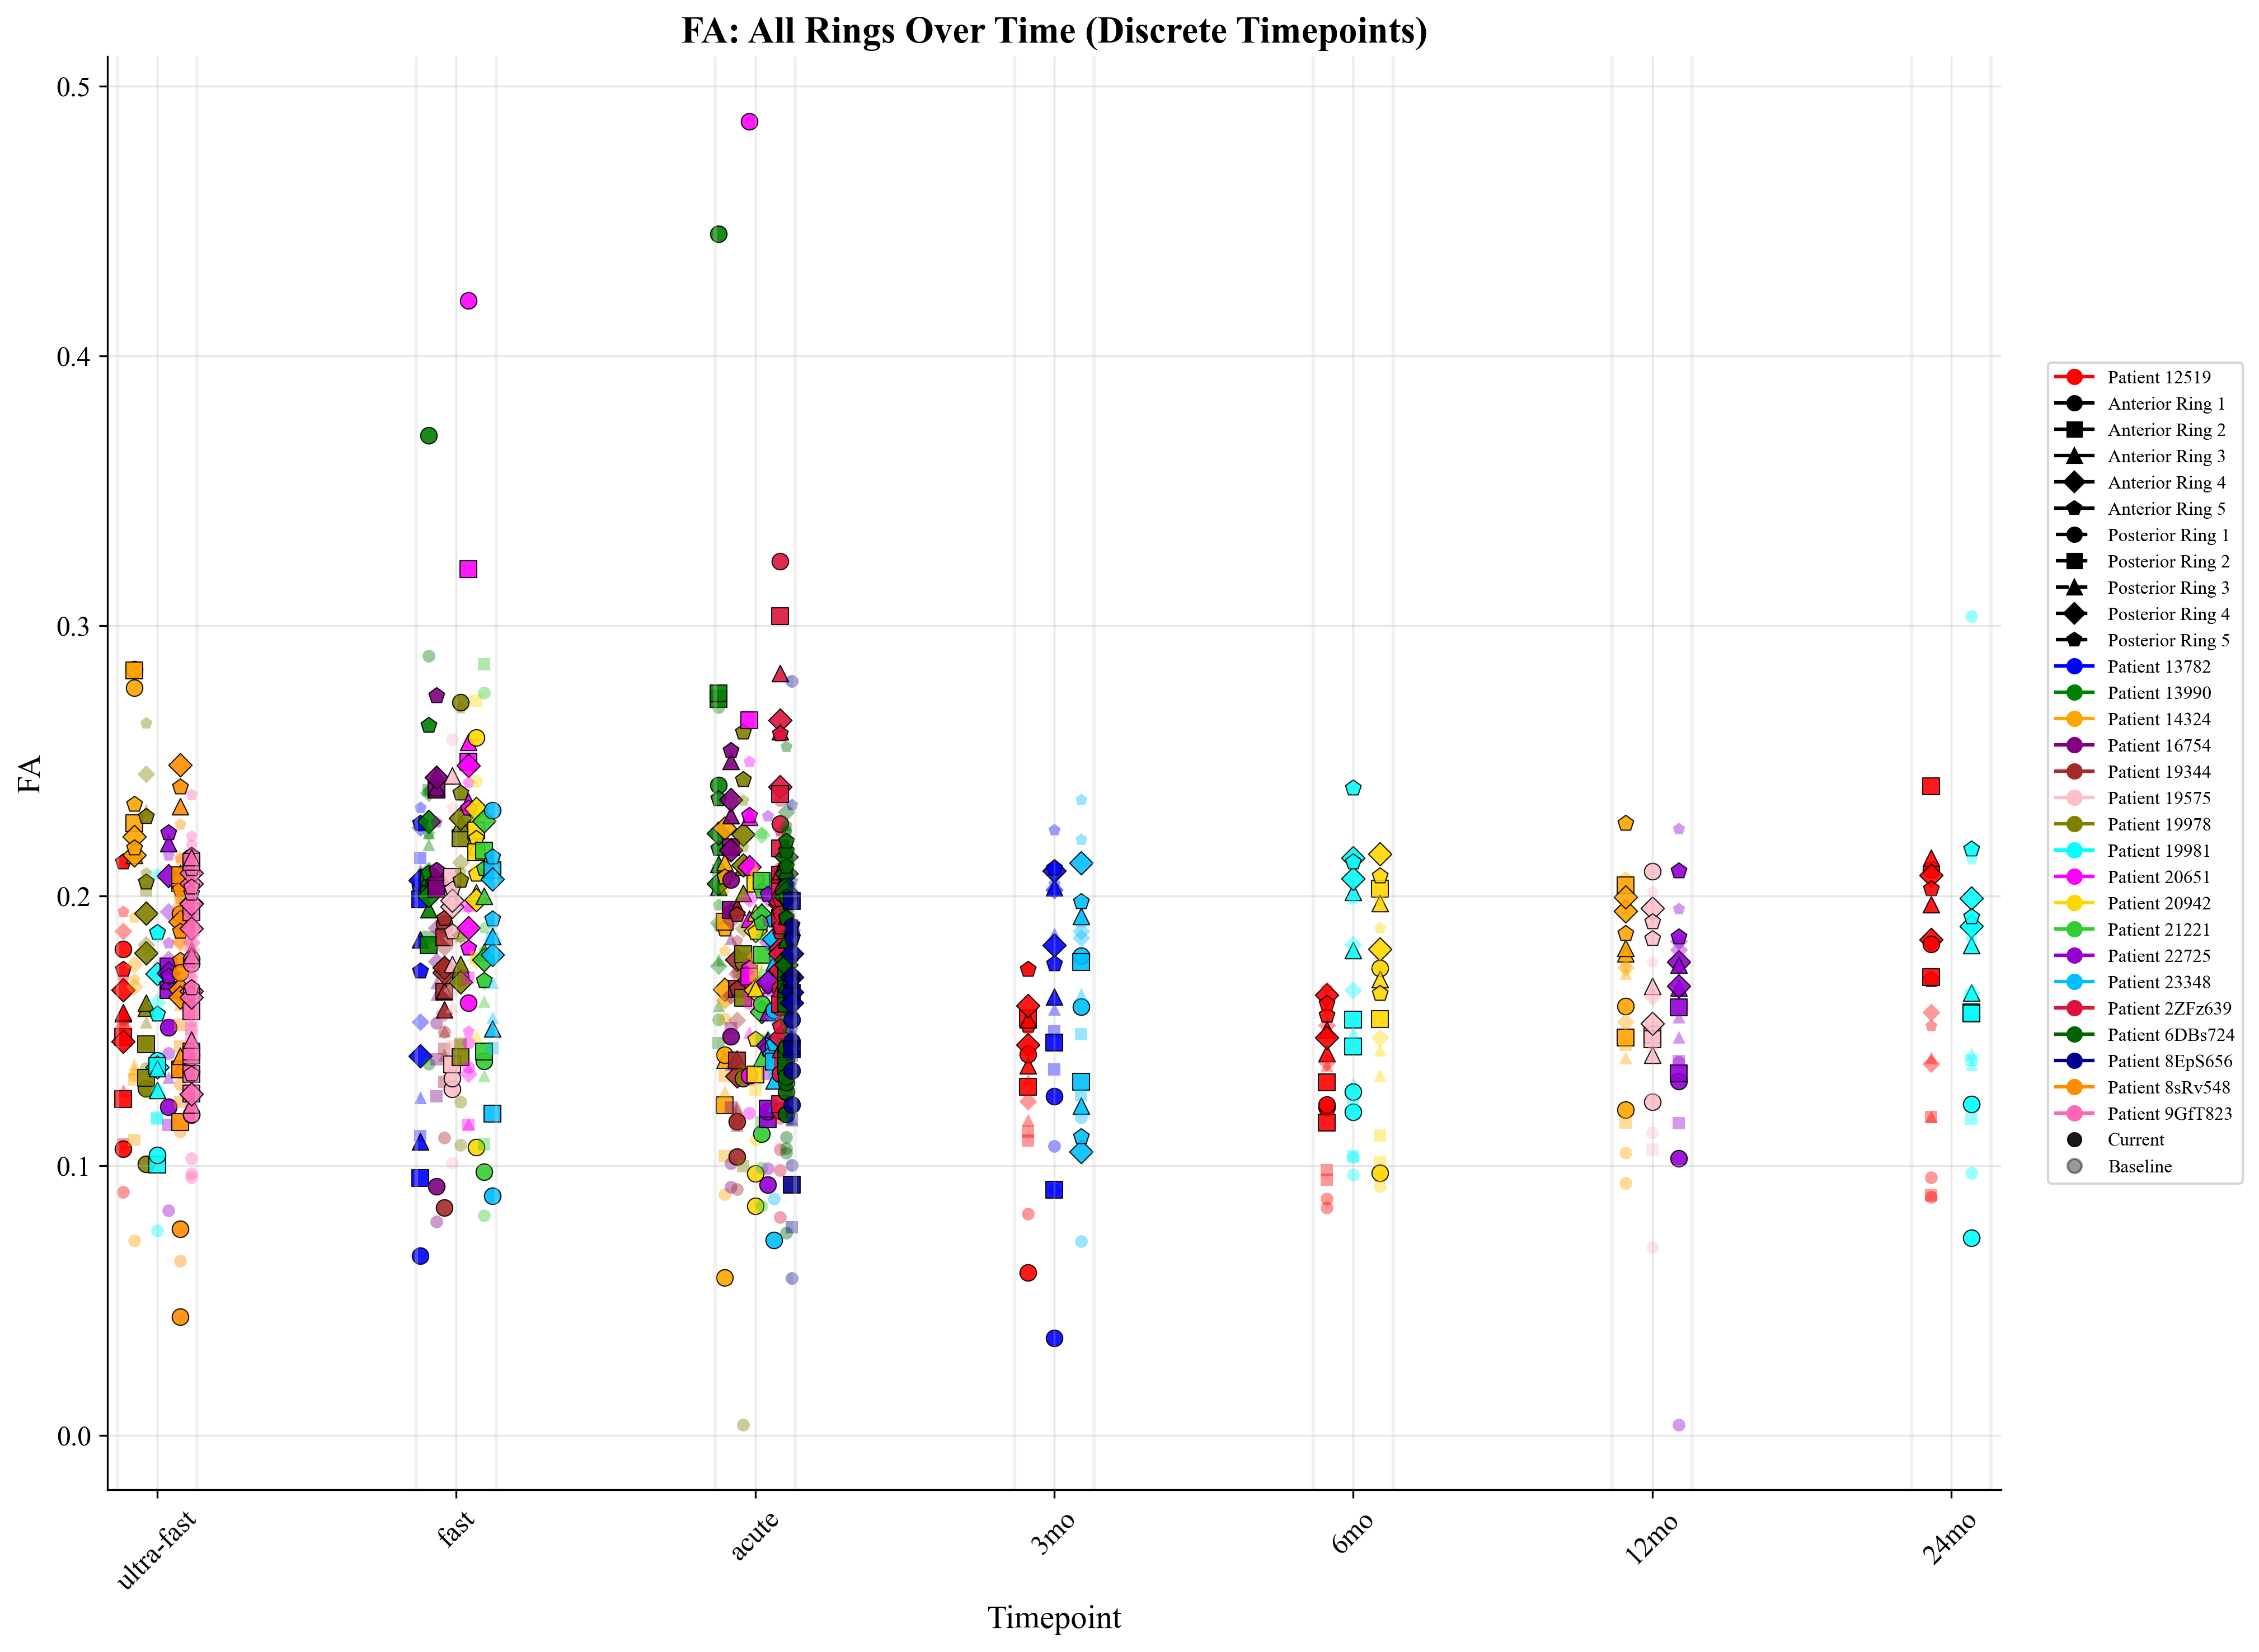 FA: All Rings Over Time (Discrete Timepoints)
0.5
0.4
0.3
0.2
0.1
0.0
FA
ultra-fast
fast
acute
3mo
6mo
12mo
24mo
Timepoint
Patient 12519
Anterior Ring 1
Anterior Ring 2
Anterior Ring 3
Anterior Ring 4
Anterior Ring 5
Posterior Ring 1
Posterior Ring 2
Posterior Ring 3
Posterior Ring 4
Posterior Ring 5
Patient 13782
Patient 13990
Patient 14324
Patient 16754
Patient 19344
Patient 19575
Patient 19978
Patient 19981
Patient 20651
Patient 20942
Patient 21221
Patient 22725
Patient 23348
Patient 2ZFz639
Patient 6DBs724
Patient 8EpS656
Patient 8sRv548
Patient 9GfT823
Current
Baseline